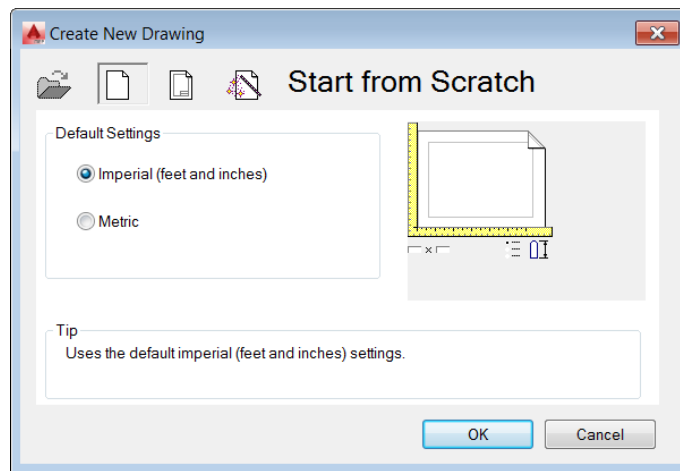 Create New Drawing
Start from Scratch
Default Settings
Imperial (feet and inches)
Metric
Tip
Uses the default imperial (feet and inches) settings.
OK
Cancel